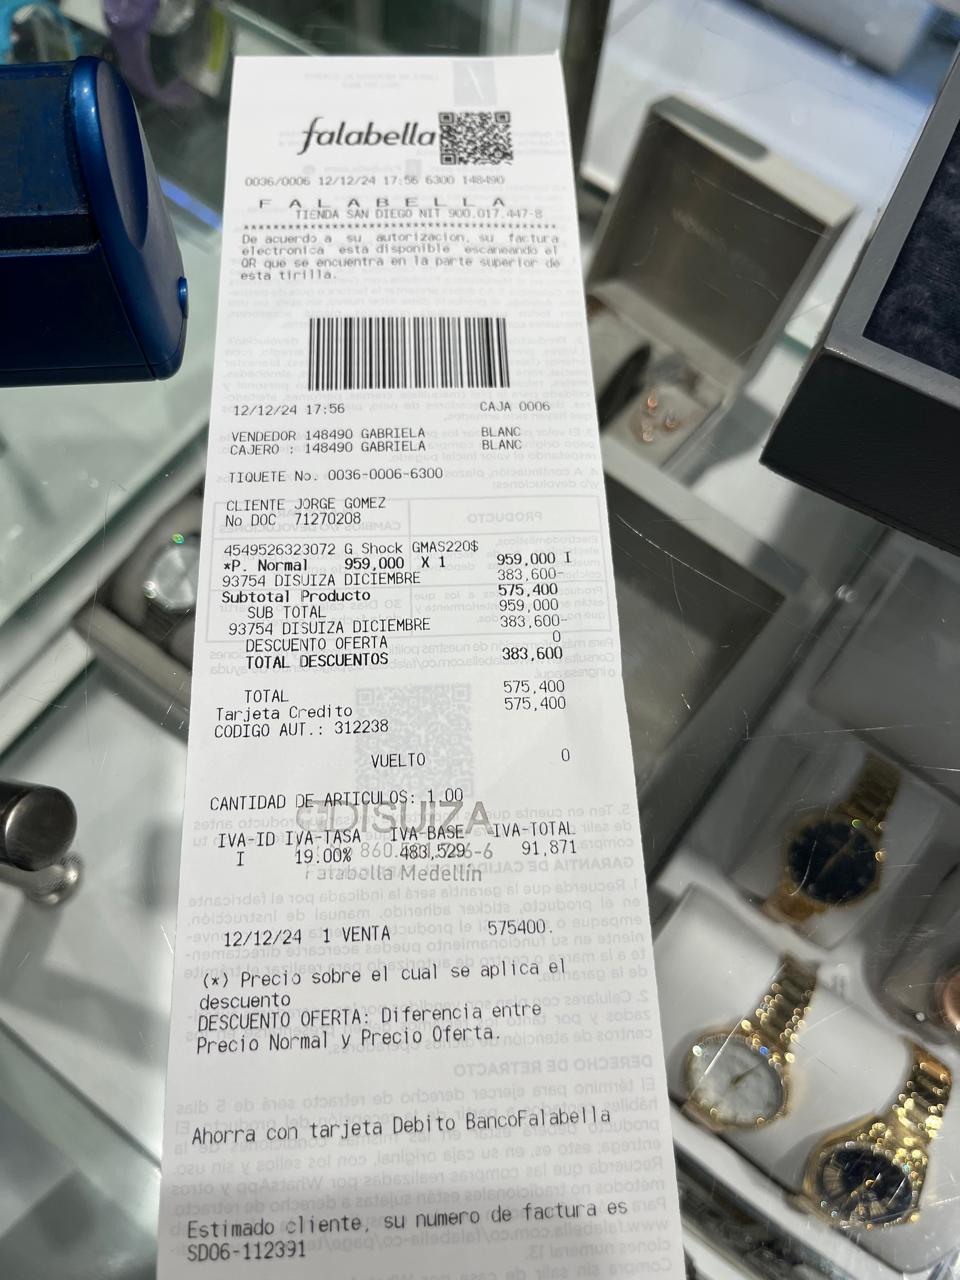 falabella
0036/0006 12/12/24 17:56 6300 148490
F A L A B E L L A
TIENDA SAN DIEGO NIT 900.017.447-8
****************************************
De acuerdo a su autorizacion, su factura
electronica esta disponible escaneando el
QR que se encuentra en la parte superior de
esta tirilla.
12/12/24 17:56 CAJA 0006
VENDEDOR 148490 GABRIELA BLANC
CAJERO : 148490 GABRIELA BLANC
TIQUETE No. 0036-0006-6300
CLIENTE JORGE GOMEZ
No DOC 71270208
4549526323072 G Shock GMAS220$
*P. Normal 959,000 X 1 959,000 I
93754 DISUIZA DICIEMBRE 383,600-
Subtotal Producto 575,400
SUB TOTAL 959,000
93754 DISUIZA DICIEMBRE 383,600-
DESCUENTO OFERTA 0
TOTAL DESCUENTOS 383,600
TOTAL 575,400
Tarjeta Credito 575,400
CODIGO AUT.: 312238
VUELTO 0
CANTIDAD DE ARTICULOS: 1.00
DISUIZA
IVA-ID IVA-TASA IVA-BASE IVA-TOTAL
I 19.00% 483,529 91,871
Falabella Medellín
12/12/24 1 VENTA 575400.
(*) Precio sobre el cual se aplica el
descuento
DESCUENTO OFERTA: Diferencia entre
Precio Normal y Precio Oferta.
Ahorra con tarjeta Debito BancoFalabella
Estimado cliente, su numero de factura es
SD06-112391